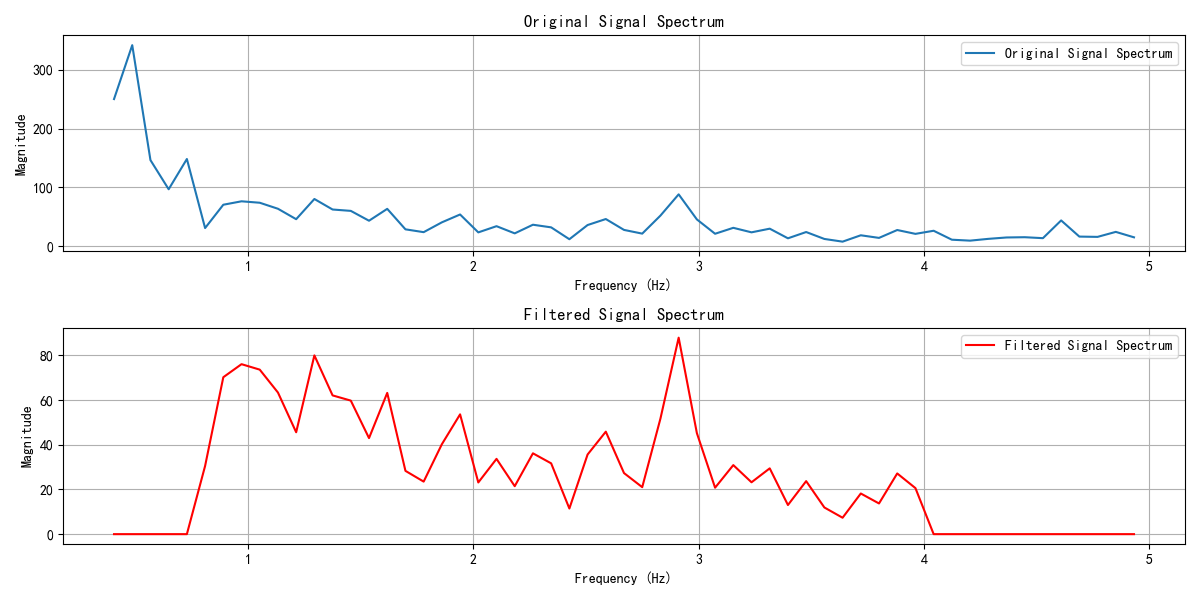 Original Signal Spectrum
Original Signal Spectrum
Magnitude
300
200
100
0
1 2 3 4 5
Frequency (Hz)
Filtered Signal Spectrum
Filtered Signal Spectrum
Magnitude
80
60
40
20
0
1 2 3 4 5
Frequency (Hz)